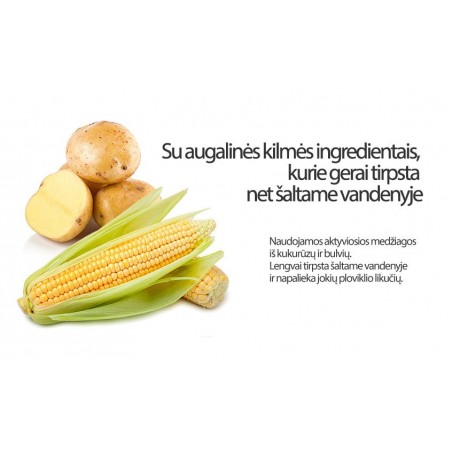 Su augalinės kilmės ingredientais,
kurie gerai tirpsta
net šaltame vandenyje
Naudojamos aktyviosios medžiagos
iš kukurūzų ir bulvių.
Lengvai tirpsta šaltame vandenyje
ir napalieka jokių ploviklio likučių.